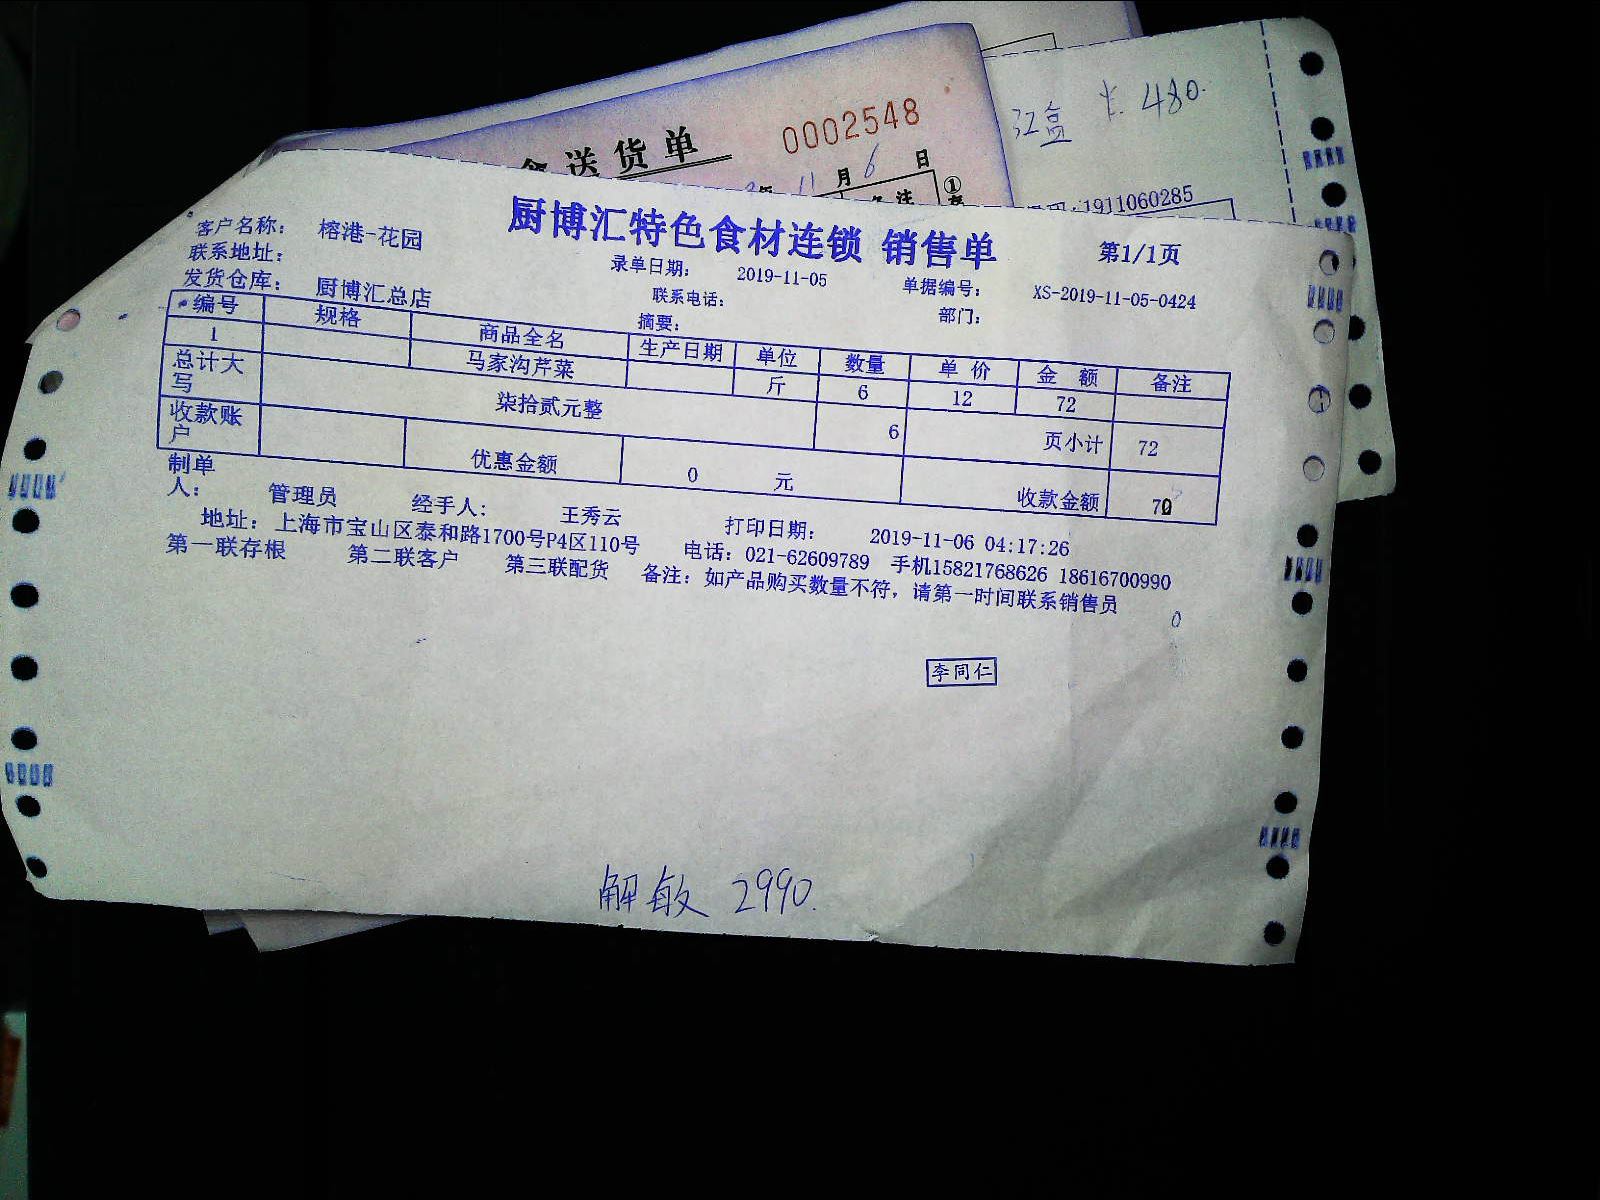 江盒 长 480.
送货单 0002548
11月6日
1911060285
厨博汇特色食材连锁 销售单 第1/1页
客户名称: 榕港-花园
录单日期: 2019-11-05 单据编号: XS-2019-11-05-0424
联系地址: 联系电话: 部门:
发货仓库: 厨博汇总店 摘要:
编号 规格 商品全名 生产日期 单位 数量 单价 金额 备注
1 马家沟芹菜 斤 6 12 72
总计大写 柒拾贰元整 6 页小计 72
收款账户 优惠金额 0 元 收款金额 70
制单人: 管理员 经手人: 王秀云 打印日期: 2019-11-06 04:17:26
地址: 上海市宝山区泰和路1700号P4区110号 电话: 021-62609789 手机15821768626 18616700990
第一联存根 第二联客户 第三联配货 备注: 如产品购买数量不符, 请第一时间联系销售员
0
李同仁
解敏 2990.